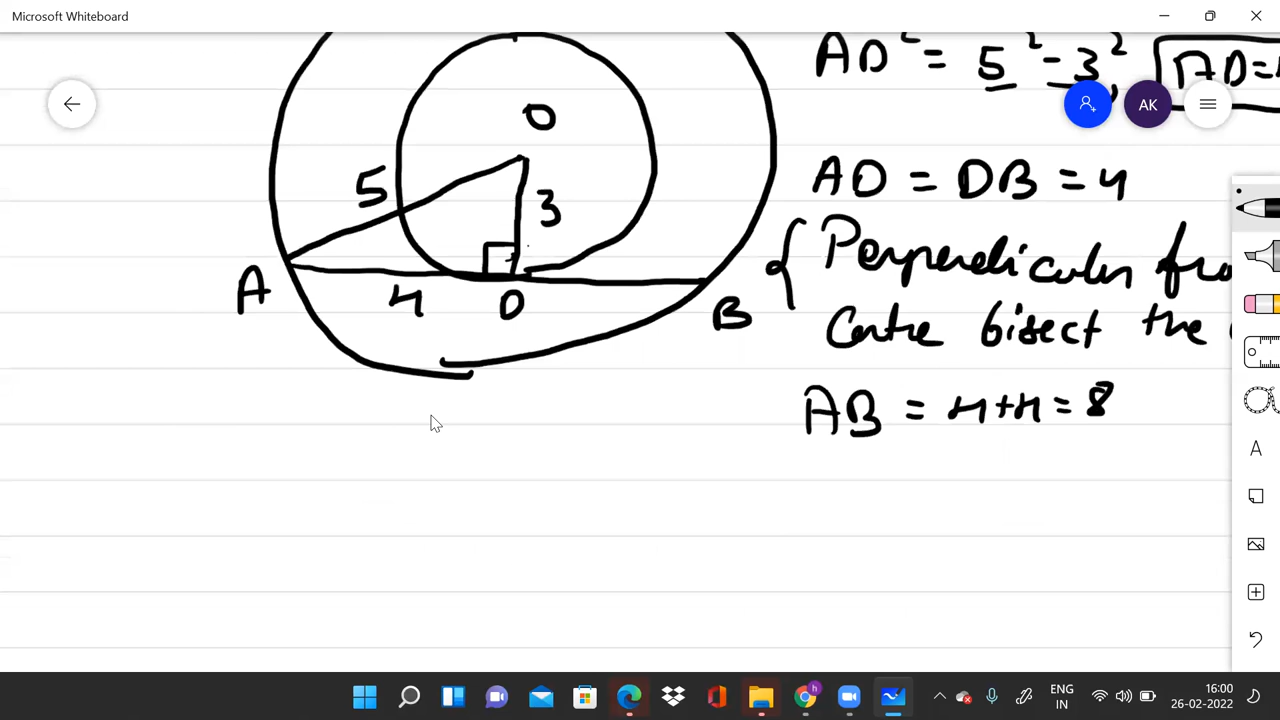 Microsoft Whiteboard
AD² = 5² - 3² AD=
AK
O
5
3
AD = DB = 4
{ Perpendicular
A
4
D
B
Centre bisect the
AB = 4+4 = 8
A
ENG
IN
16:00
26-02-2022